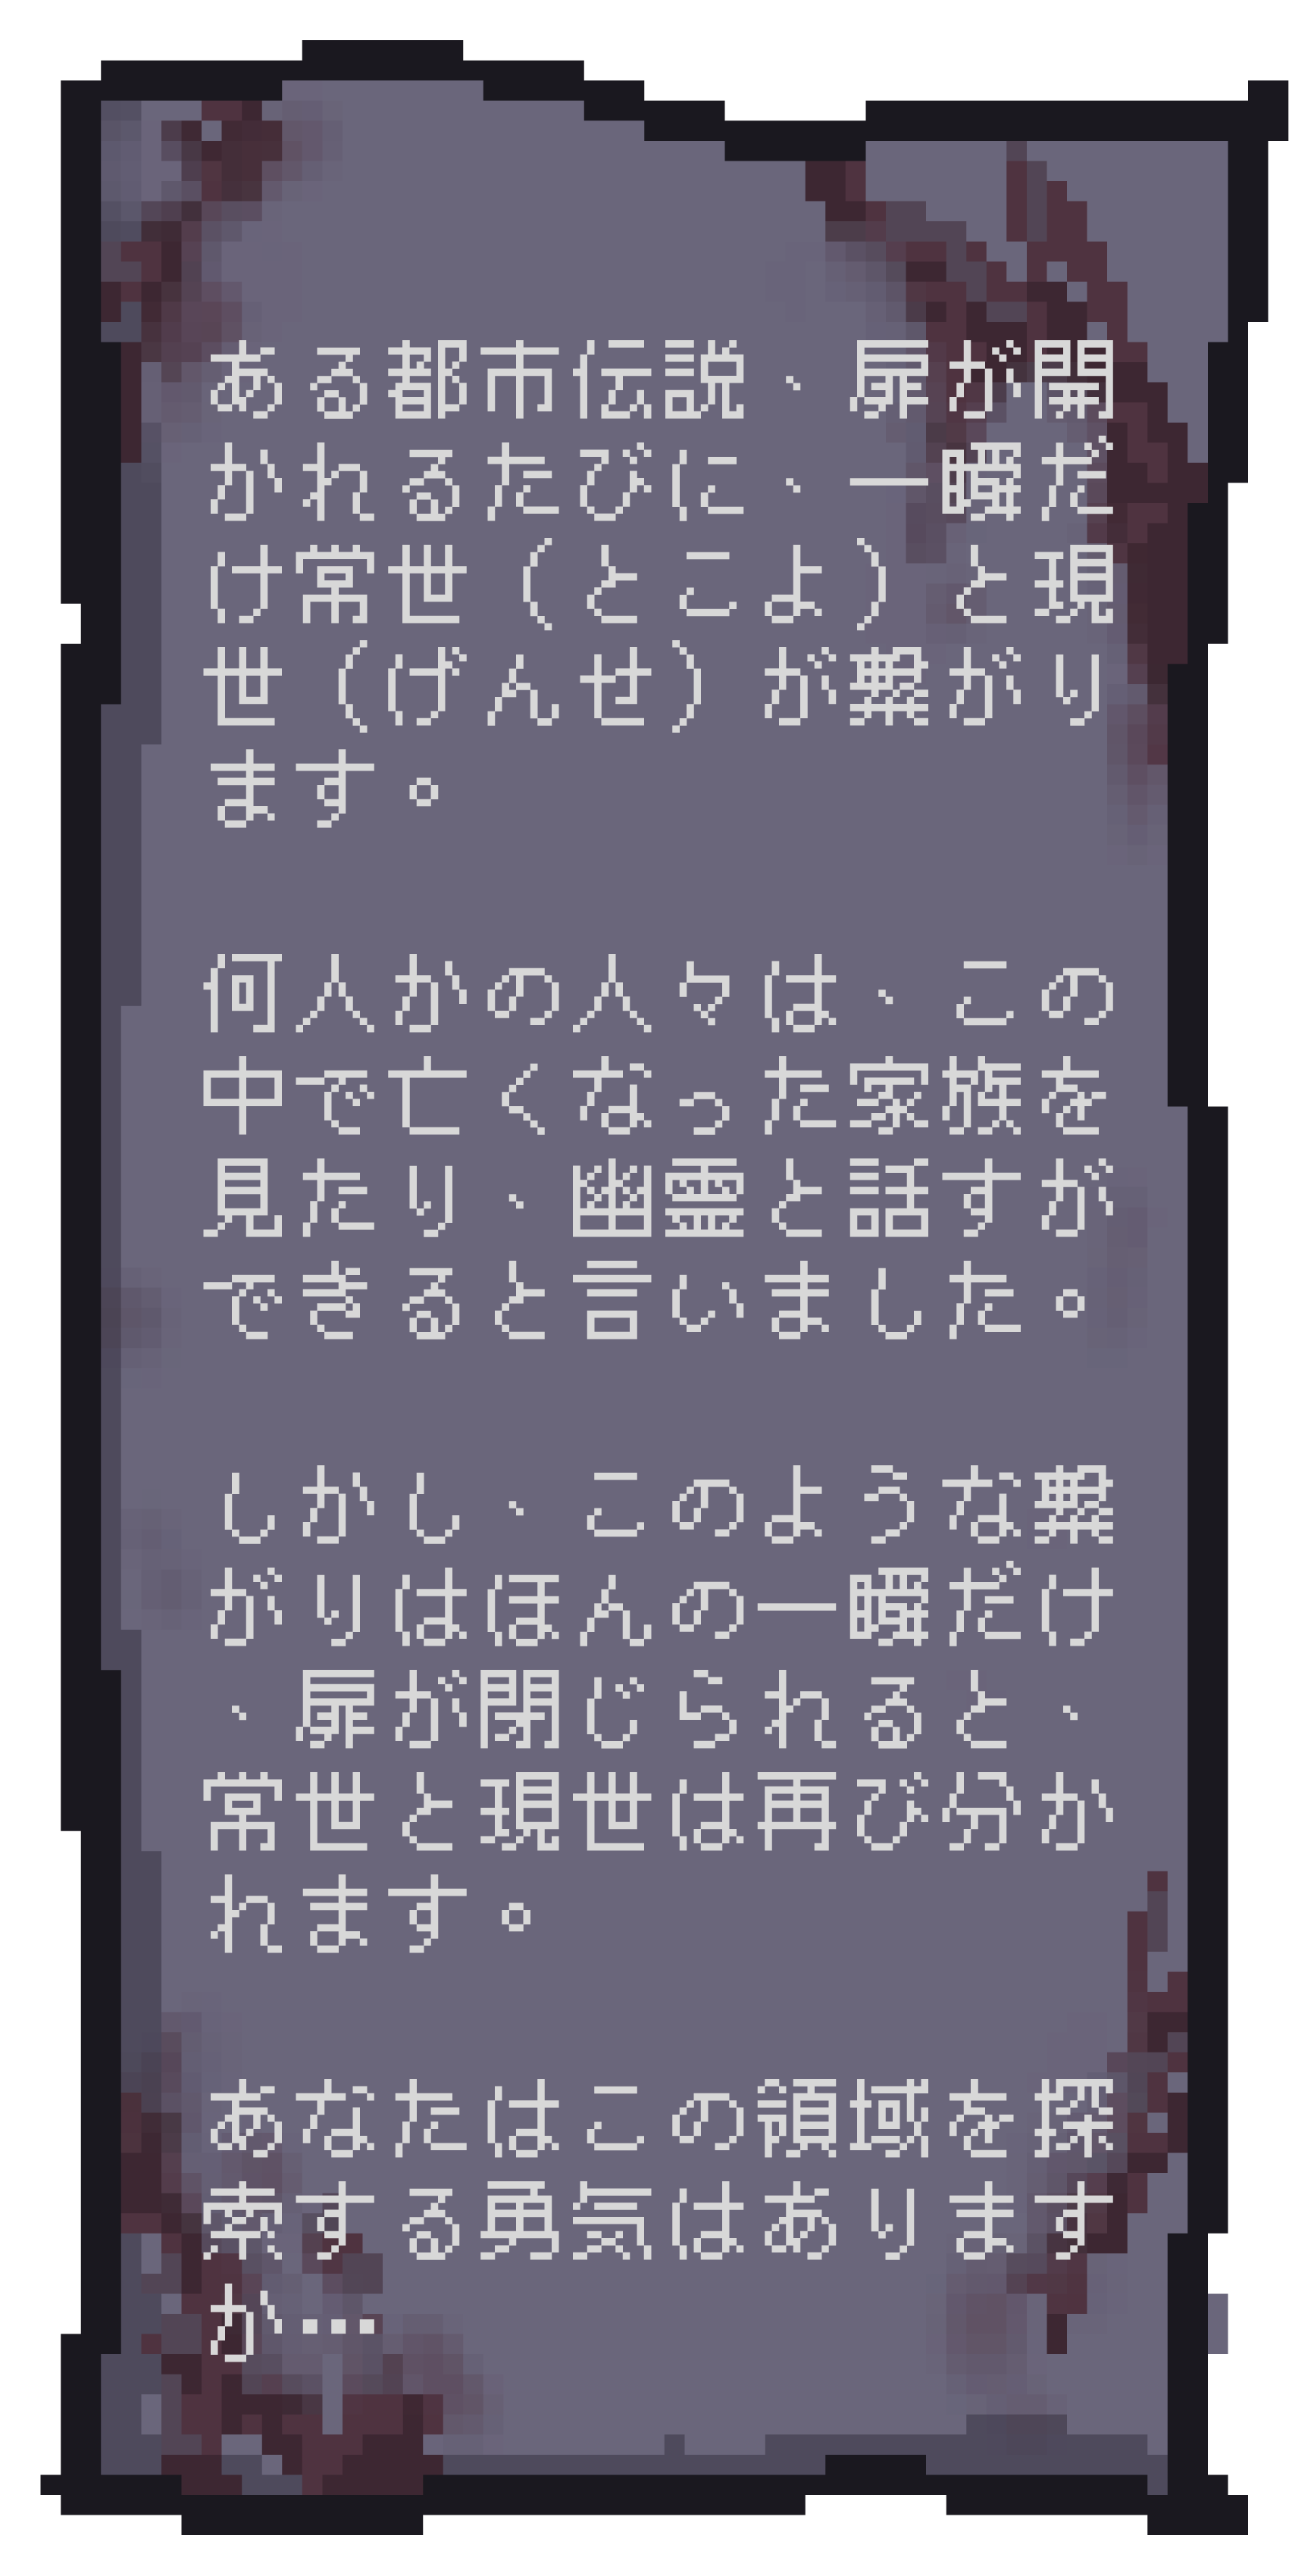 ある都市伝説、扉が開
かれるたびに、一瞬だ
け常世（とこよ）と現
世（げんせ）が繋がり
ます。
何人かの人々は、この
中で亡くなった家族を
見たり、幽霊と話すが
できると言いました。
しかし、このような繋
がりはほんの一瞬だけ
、扉が閉じられると、
常世と現世は再び分か
れます。
あなたはこの領域を探
索する勇気はあります
か…